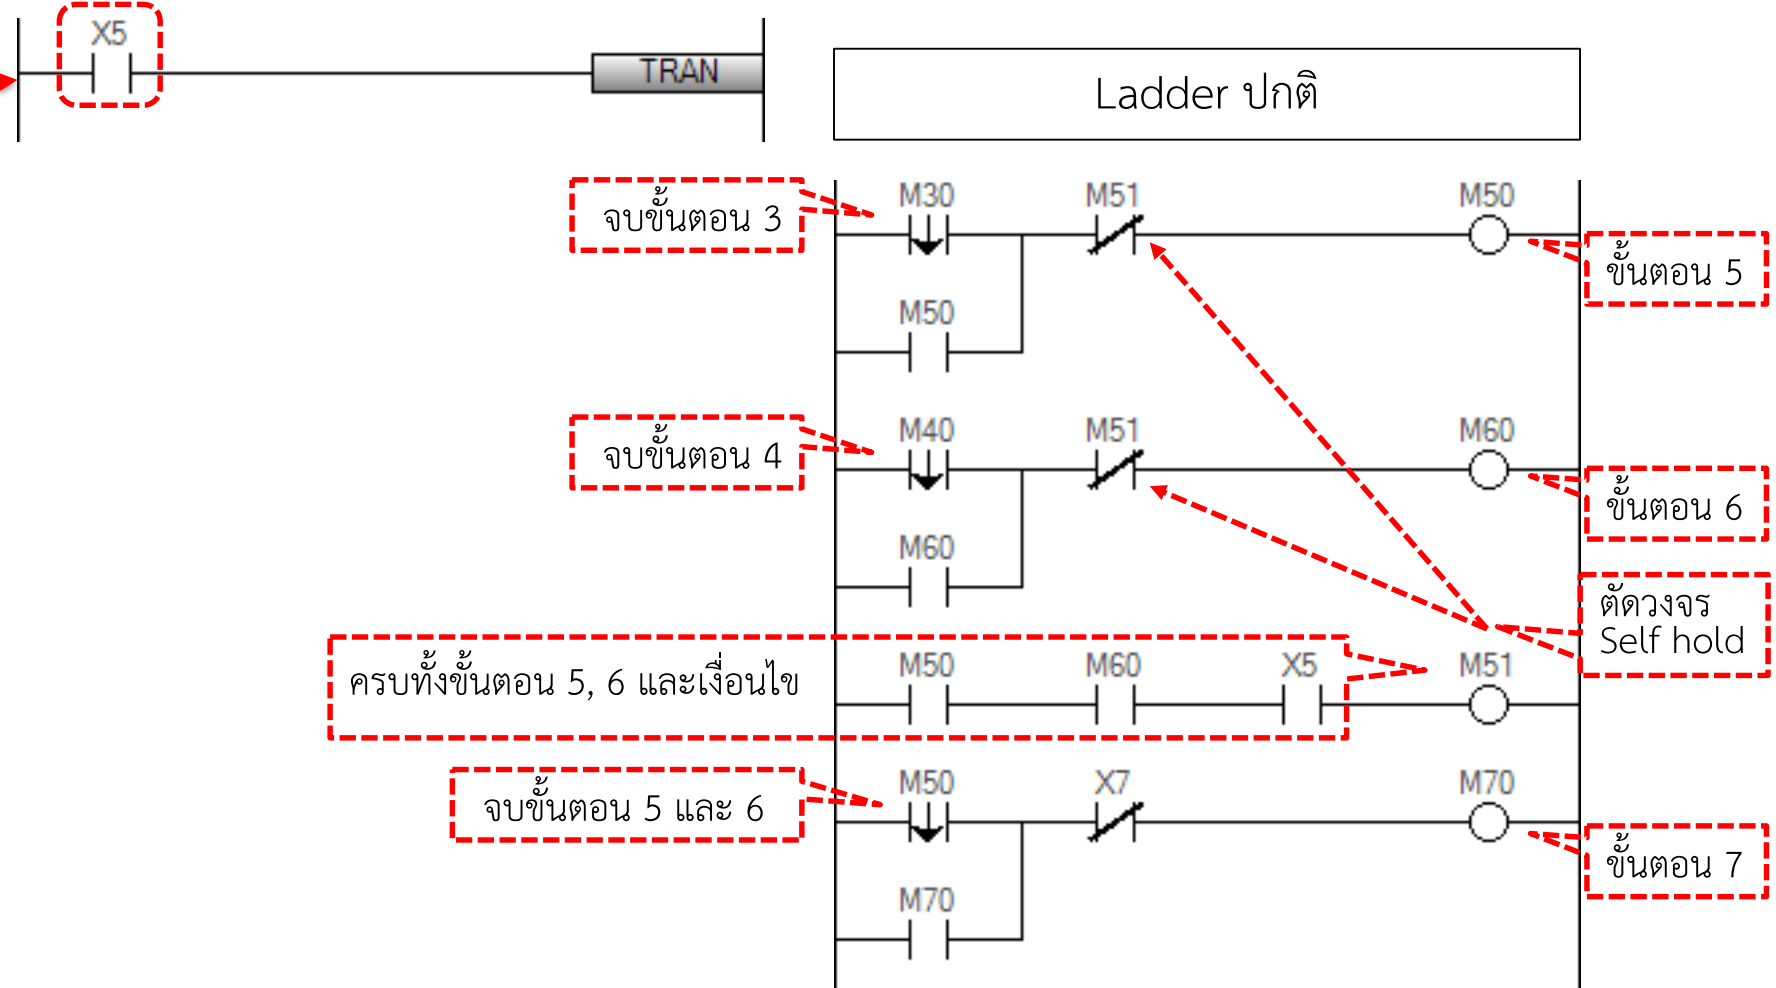 X5
TRAN
Ladder ปกติ
M30 M51 M50
จบขั้นตอน 3
ขั้นตอน 5
M50
M40 M51 M60
จบขั้นตอน 4
ขั้นตอน 6
M60
ตัดวงจร
Self hold
M50 M60 X5 M51
ครบทั้งขั้นตอน 5, 6 และเงื่อนไข
M50 X7 M70
จบขั้นตอน 5 และ 6
ขั้นตอน 7
M70